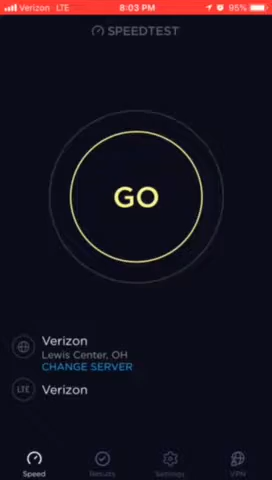 Verizon LTE 8:03 PM 95%
SPEEDTEST
GO
Verizon
Lewis Center, OH
CHANGE SERVER
LTE Verizon
Speed Results Settings VPN